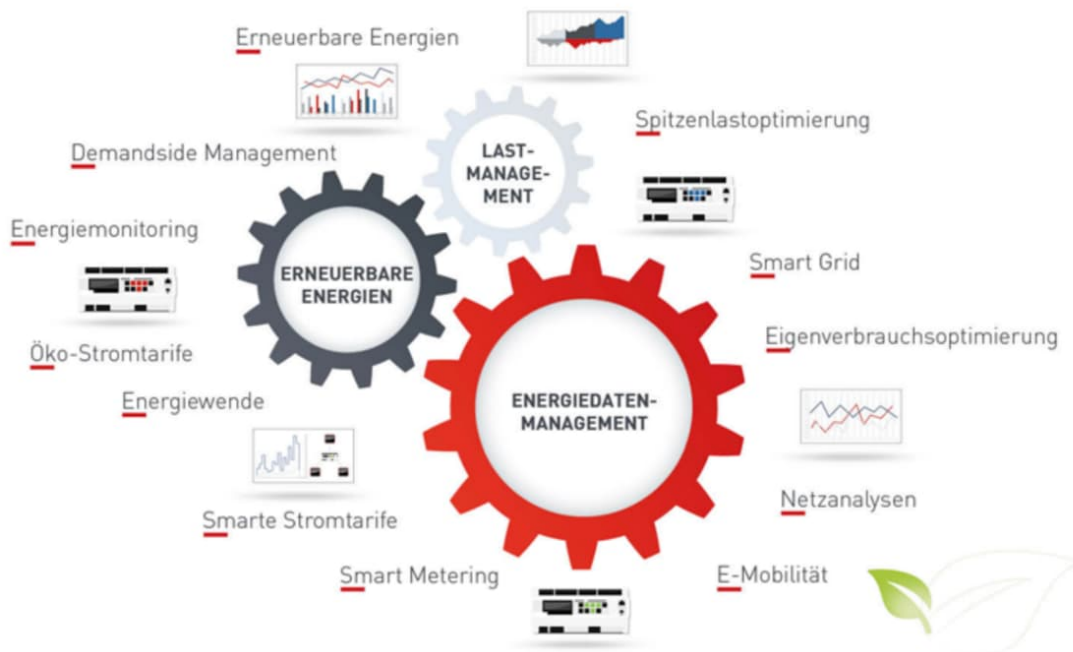 Erneuerbare Energien
Spitzenlastoptimierung
Demandside Management
LAST-
MANAGE-
MENT
Energiemonitoring
Smart Grid
ERNEUERBARE
ENERGIEN
Öko-Stromtarife
Eigenverbrauchsoptimierung
Energiewende
ENERGIEDATEN-
MANAGEMENT
Netzanalysen
Smarte Stromtarife
Smart Metering
E-Mobilität